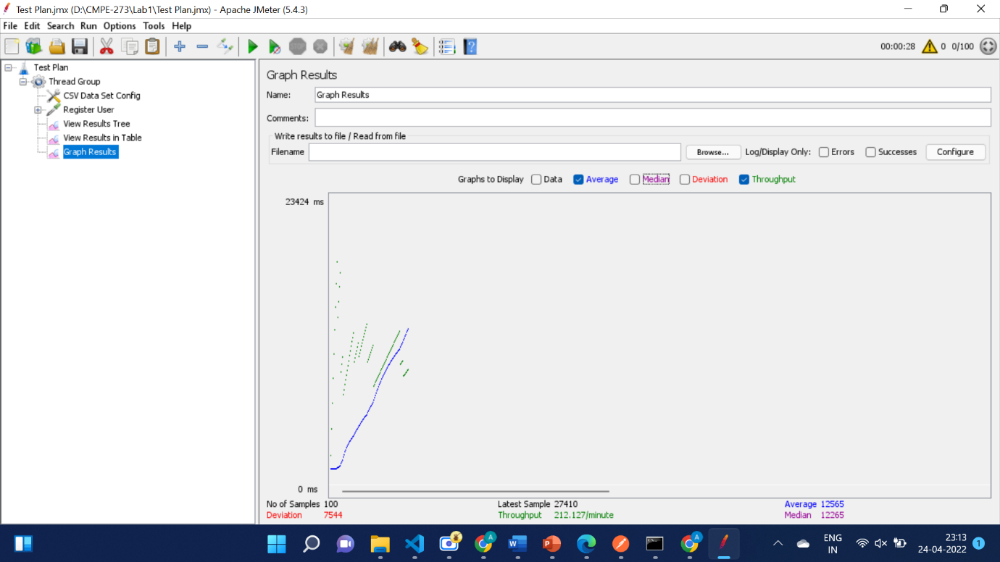 Test Plan.jmx (D:\CMPE-273\Lab1\Test Plan.jmx) - Apache JMeter (5.4.3)
File Edit Search Run Options Tools Help
00:00:28 0 0/100
Test Plan
Thread Group
CSV Data Set Config
Register User
View Results Tree
View Results in Table
Graph Results
Graph Results
Name: Graph Results
Comments:
Write results to file / Read from file
Filename Browse... Log/Display Only: Errors Successes Configure
Graphs to Display Data Average Median Deviation Throughput
23424 ms
0 ms
No of Samples 100 Latest Sample 27410 Average 12565
Deviation 7544 Throughput 212.127/minute Median 12265
ENG
IN
23:13
24-04-2022
1